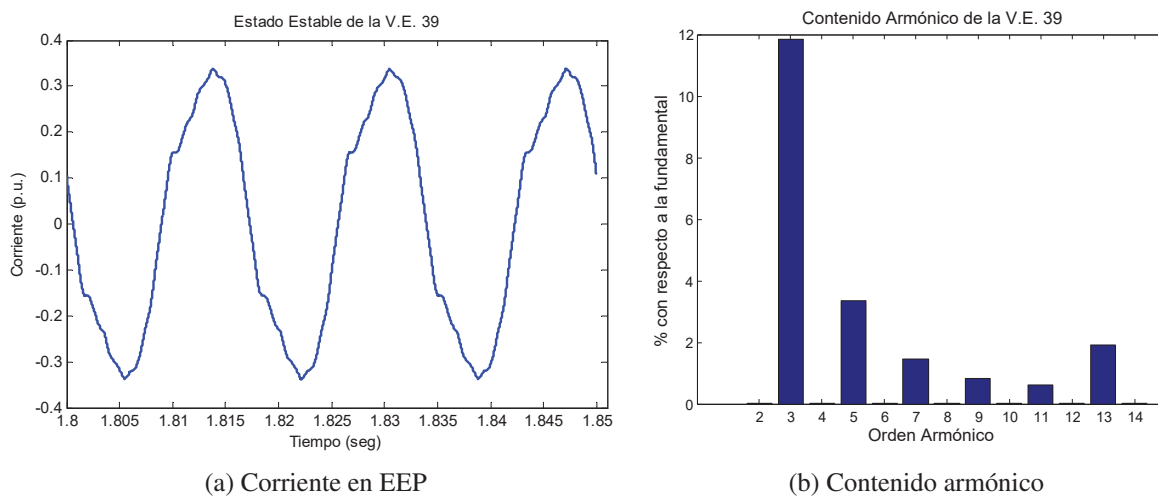 Estado Estable de la V.E. 39
Corriente (p.u.)
0.4
0.3
0.2
0.1
0
-0.1
-0.2
-0.3
-0.4
1.8 1.805 1.81 1.815 1.82 1.825 1.83 1.835 1.84 1.845 1.85
Tiempo (seg)
(a) Corriente en EEP
Contenido Armónico de la V.E. 39
% con respecto a la fundamental
12
10
8
6
4
2
0
2 3 4 5 6 7 8 9 10 11 12 13 14
Orden Armónico
(b) Contenido armónico